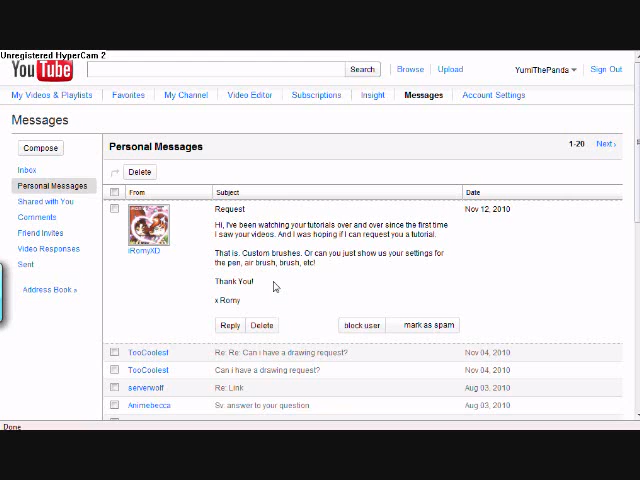 Unregistered HyperCam 2
YouTube Search Browse Upload YumiThePanda Sign Out
My Videos & Playlists Favorites My Channel Video Editor Subscriptions Insight Messages Account Settings
Messages
Compose
Inbox
Personal Messages
Shared with You
Comments
Friend Invites
Video Responses
Sent
Address Book »
Personal Messages 1-20 Next ›
Delete
From Subject Date
iRomyXD
Request Nov 12, 2010
Hi, I've been watching your tutorials over and over since the first time
I saw your videos. And I was hoping if I can request you a tutorial.
That is. Custom brushes. Or can you just show us your settings for
the pen, air brush, brush, etc!
Thank You!
x Romy
Reply Delete block user mark as spam
TooCoolest Re: Re: Can i have a drawing request? Nov 04, 2010
TooCoolest Can i have a drawing request? Nov 04, 2010
serverwolf Re: Link Aug 03, 2010
Animebecca Sv: answer to your question Aug 03, 2010
Done